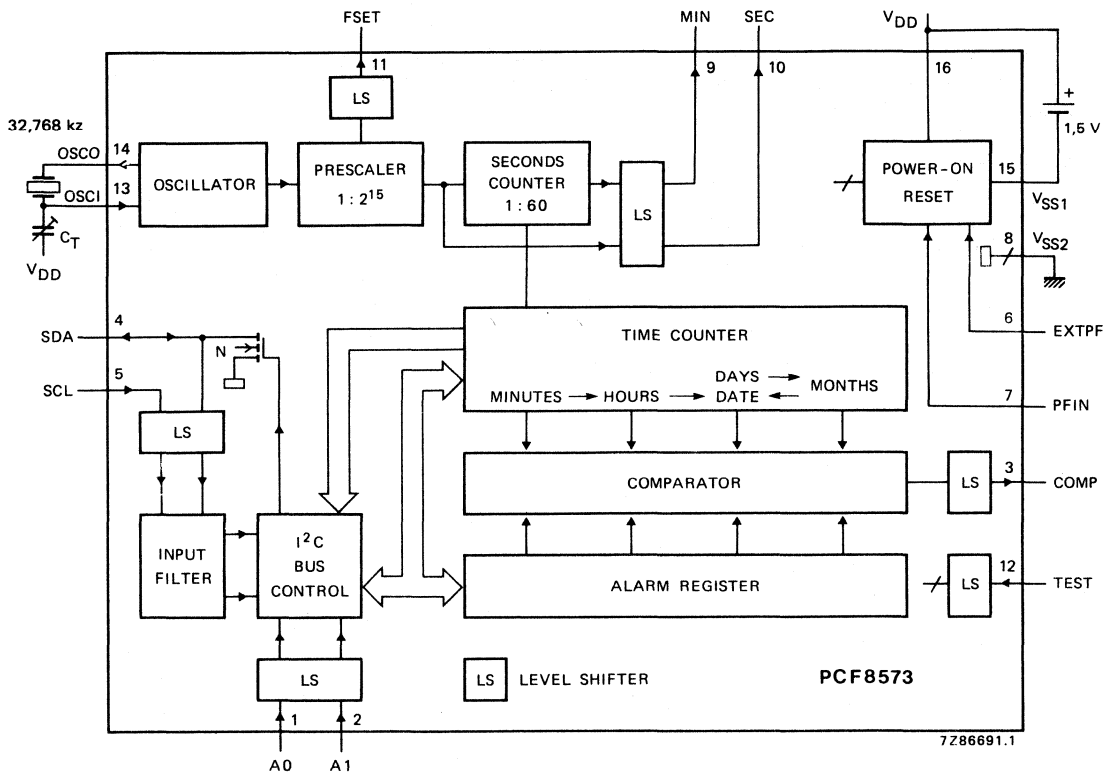 FSET
MIN
SEC
VDD
11
9
10
16
LS
+
1,5 V
32,768 kz
OSCO
14
OSCI
13
CT
VDD
OSCILLATOR
PRESCALER
1 : 2¹⁵
SECONDS
COUNTER
1 : 60
LS
POWER-ON
RESET
15
VSS1
8
VSS2
6
EXTPF
7
PFIN
SDA
4
N
SCL
5
LS
TIME COUNTER
MINUTES
HOURS
DAYS
DATE
MONTHS
COMPARATOR
LS
3
COMP
INPUT
FILTER
I²C
BUS
CONTROL
ALARM REGISTER
LS
12
TEST
LS
LS
LEVEL SHIFTER
PCF8573
1
2
7Z86691.1
A0
A1